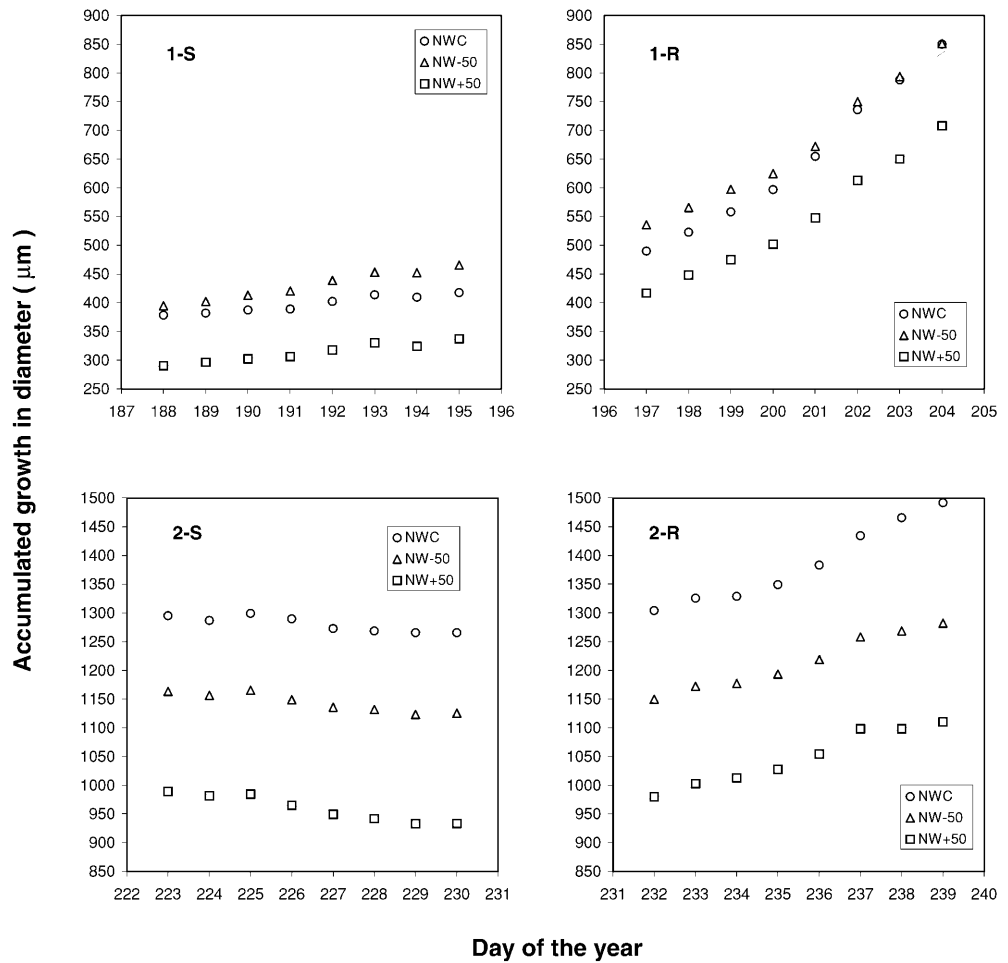 Accumulated growth in diameter ( µm )
1-S
NWC
NW-50
NW+50
900
850
800
750
700
650
600
550
500
450
400
350
300
250
187 188 189 190 191 192 193 194 195 196
1-R
NWC
NW-50
NW+50
900
850
800
750
700
650
600
550
500
450
400
350
300
250
196 197 198 199 200 201 202 203 204 205
2-S
NWC
NW-50
NW+50
1500
1450
1400
1350
1300
1250
1200
1150
1100
1050
1000
950
900
850
222 223 224 225 226 227 228 229 230 231
2-R
NWC
NW-50
NW+50
1500
1450
1400
1350
1300
1250
1200
1150
1100
1050
1000
950
900
850
231 232 233 234 235 236 237 238 239 240
Day of the year